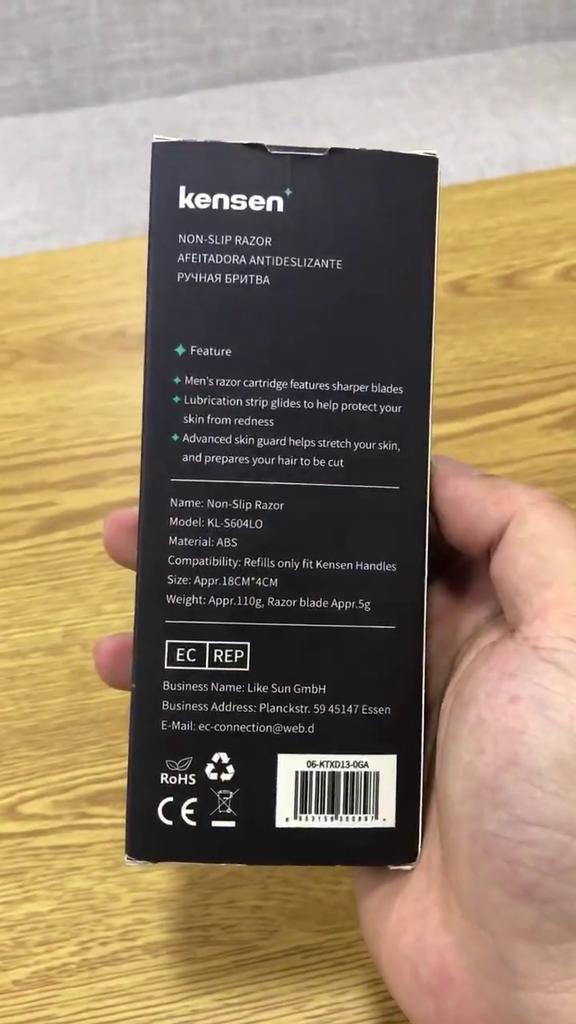 kensen
NON-SLIP RAZOR
AFEITADORA ANTIDESLIZANTE
РУЧНАЯ БРИТВА
Feature
Men's razor cartridge features sharper blades
Lubrication strip glides to help protect your
skin from redness
Advanced skin guard helps stretch your skin,
and prepares your hair to be cut
Name: Non-Slip Razor
Model: KL-S604LO
Material: ABS
Compatibility: Refills only fit Kensen Handles
Size: Appr.18CM*4CM
Weight: Appr.110g, Razor blade Appr.5g
EC REP
Business Name: Like Sun GmbH
Business Address: Planckstr. 59 45147 Essen
E-Mail: ec-connection@web.d
RoHS
CE
06-KTXD13-0GA